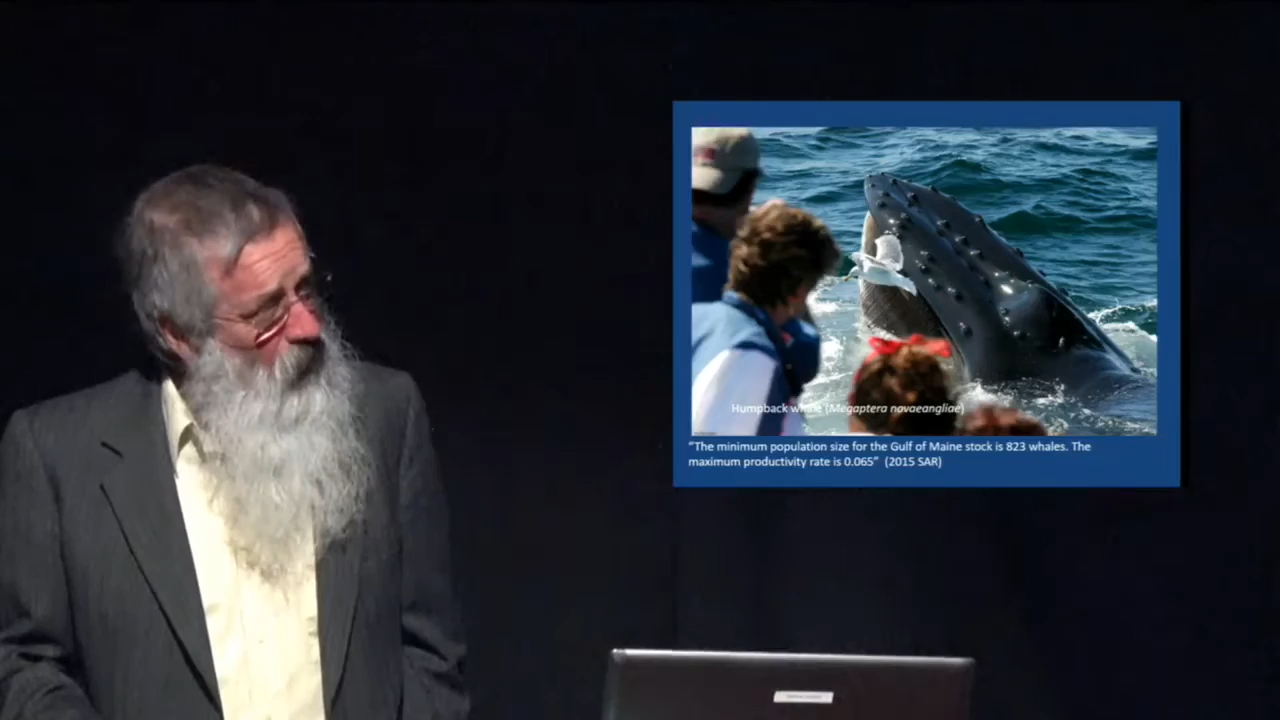 Humpback whale (Megaptera novaeangliae)
“The minimum population size for the Gulf of Maine stock is 823 whales. The
maximum productivity rate is 0.065” (2015 SAR)